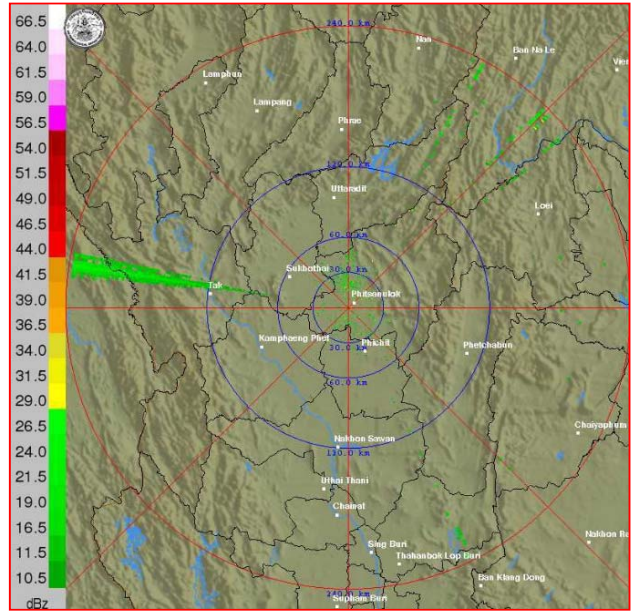 66.5
64.0
61.5
59.0
56.5
54.0
51.5
49.0
46.5
44.0
41.5
39.0
36.5
34.0
31.5
29.0
26.5
24.0
21.5
19.0
16.5
14.0
11.5
10.5
dBz
240.0 km
Nan
Ban Na Le
Lamphun
Lampang
Phrae
120.0 km
Uttaradit
Loei
60.0 km
30.0 km
Sukhothai
Tak
Phitsanulok
Kamphaeng Phet
30.0 km
Phichit
Phetchabun
60.0 km
Chaiyaphum
Nakhon Sawan
Uthai Thani
Chainat
Sing Buri
Thahanbok Lop Buri
Ban Klang Dong
Suphan Buri